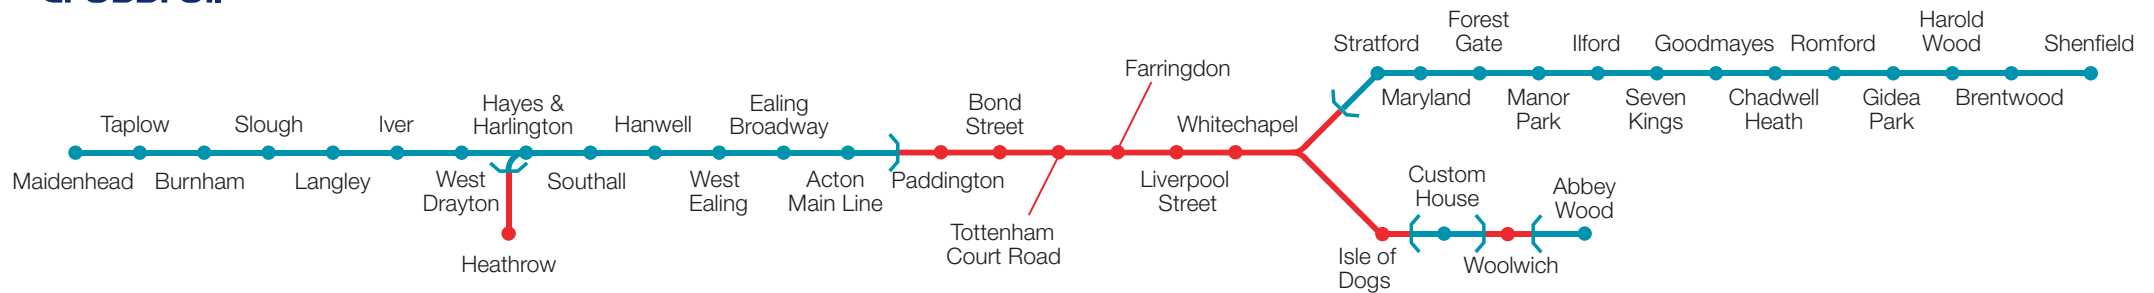 Maidenhead
Taplow
Burnham
Slough
Langley
Iver
West
Drayton
Hayes &
Harlington
Heathrow
Southall
Hanwell
West
Ealing
Ealing
Broadway
Acton
Main Line
Paddington
Bond
Street
Tottenham
Court Road
Farringdon
Liverpool
Street
Whitechapel
Stratford
Maryland
Forest
Gate
Manor
Park
Ilford
Seven
Kings
Goodmayes
Chadwell
Heath
Romford
Gidea
Park
Harold
Wood
Brentwood
Shenfield
Isle of
Dogs
Custom
House
Woolwich
Abbey
Wood